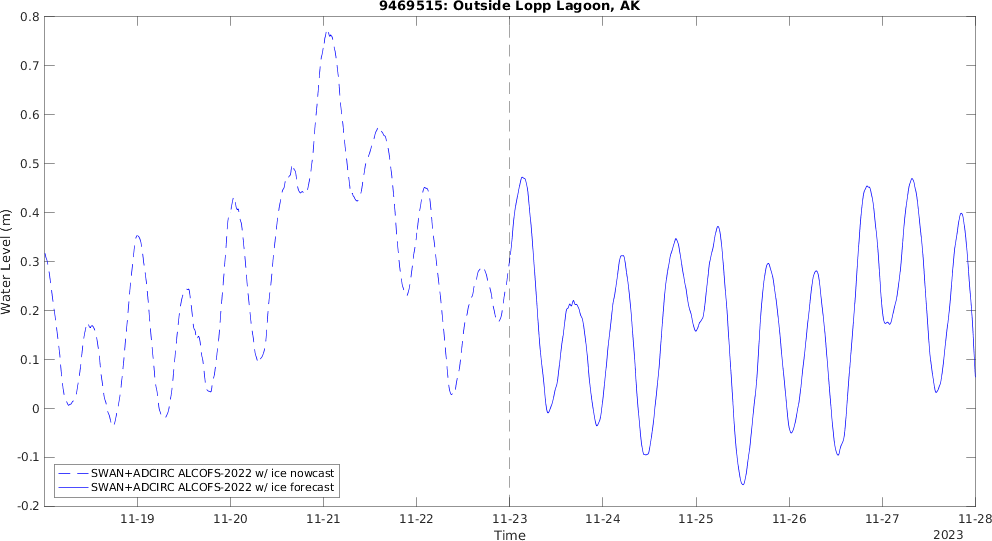 9469515: Outside Lopp Lagoon, AK
0.8
0.7
0.6
0.5
0.4
0.3
0.2
0.1
0
-0.1
-0.2
Water Level (m)
SWAN+ADCIRC ALCOFS-2022 w/ ice nowcast
SWAN+ADCIRC ALCOFS-2022 w/ ice forecast
11-19 11-20 11-21 11-22 11-23 11-24 11-25 11-26 11-27 11-28
Time
2023